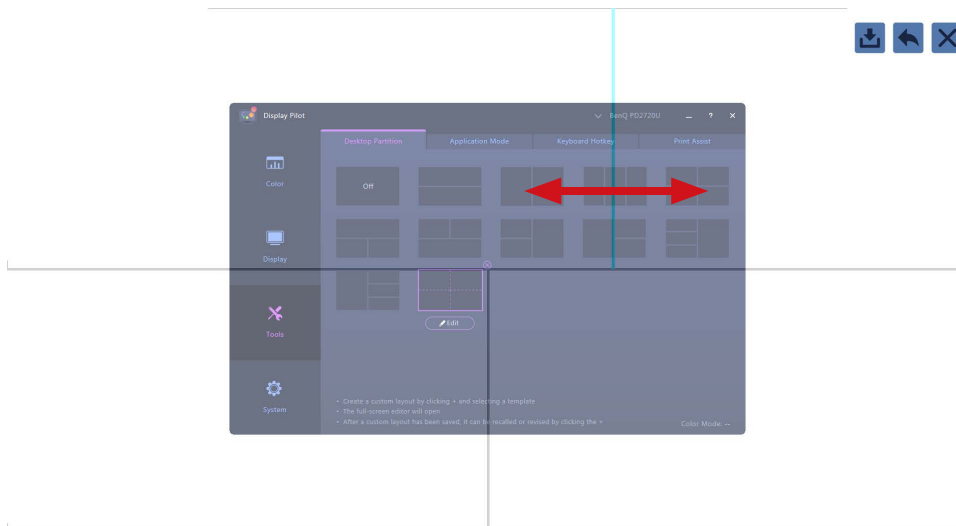 Display Pilot
BenQ PD2720U
?
Desktop Partition
Application Mode
Keyboard Hotkey
Print Assist
Color
Off
Display
Tools
Edit
System
• Create a custom layout by clicking + and selecting a template
• The full-screen editor will open
• After a custom layout has been saved, it can be recalled or revised by clicking the +
Color Mode: --